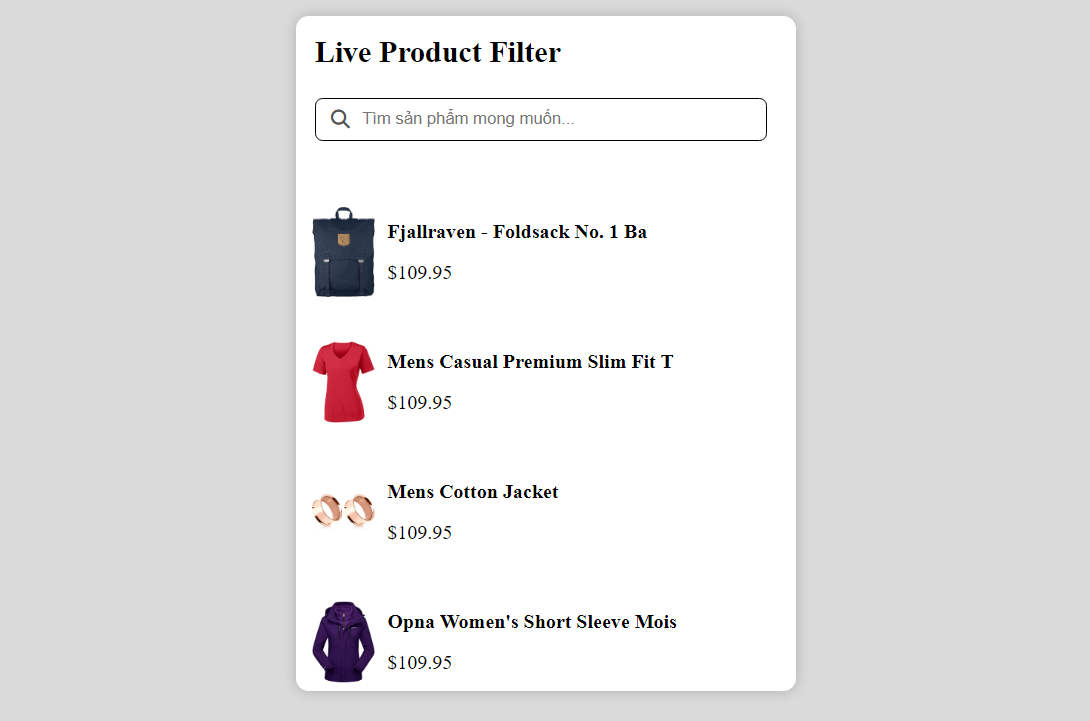 Live Product Filter
Tìm sản phẩm mong muốn...
Fjallraven - Foldsack No. 1 Ba
$109.95
Mens Casual Premium Slim Fit T
$109.95
Mens Cotton Jacket
$109.95
Opna Women's Short Sleeve Mois
$109.95